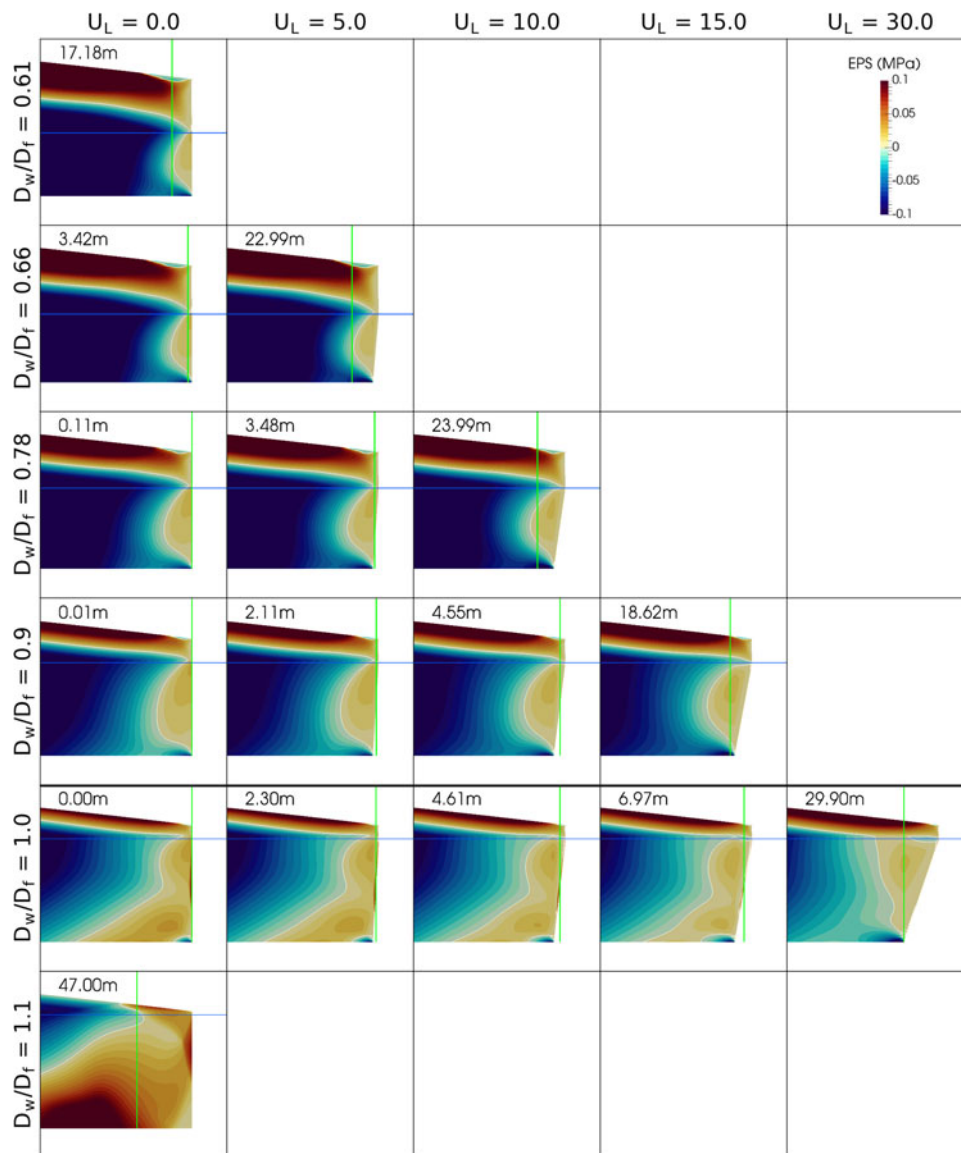 U_L = 0.0 U_L = 5.0 U_L = 10.0 U_L = 15.0 U_L = 30.0
D_w/D_f = 0.61
17.18m
EPS (MPa)
0.1
0.05
0
-0.05
-0.1
D_w/D_f = 0.66
3.42m 22.99m
D_w/D_f = 0.78
0.11m 3.48m 23.99m
D_w/D_f = 0.9
0.01m 2.11m 4.55m 18.62m
D_w/D_f = 1.0
0.00m 2.30m 4.61m 6.97m 29.90m
D_w/D_f = 1.1
47.00m